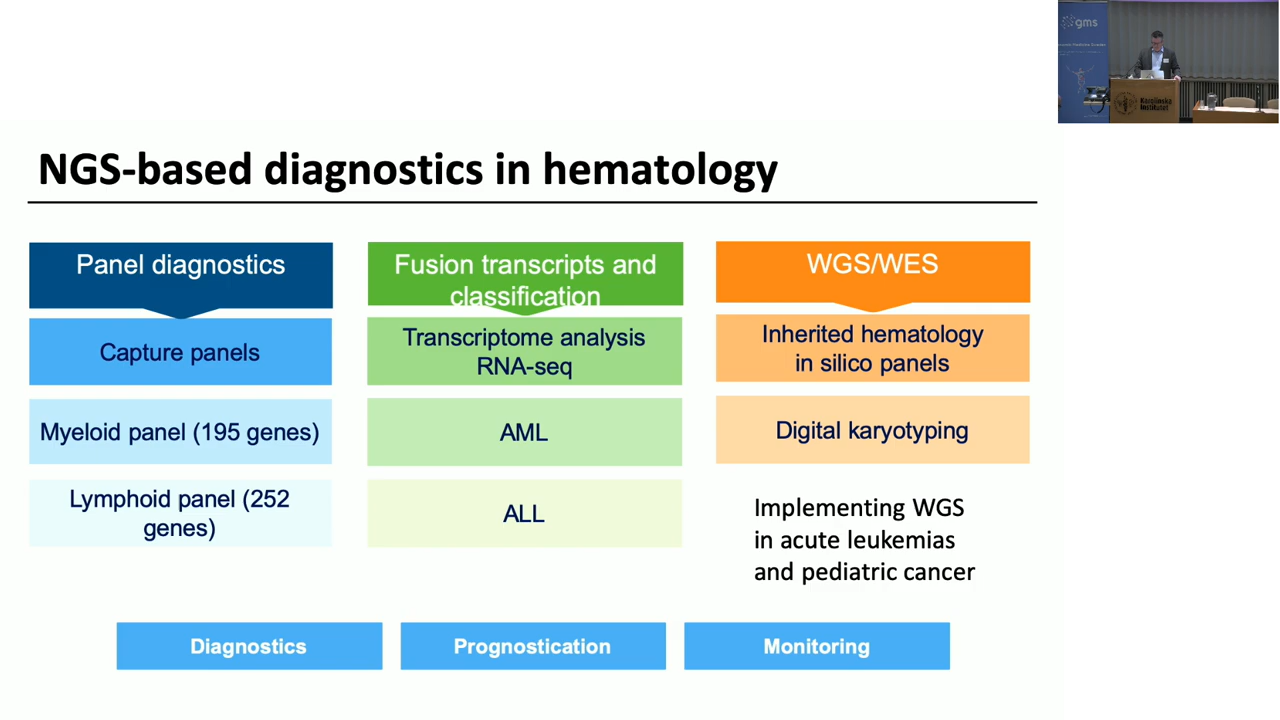 gms
Karolinska
Institutet
NGS-based diagnostics in hematology
Panel diagnostics
Capture panels
Myeloid panel (195 genes)
Lymphoid panel (252
genes)
Fusion transcripts and
classification
Transcriptome analysis
RNA-seq
AML
ALL
WGS/WES
Inherited hematology
in silico panels
Digital karyotyping
Implementing WGS
in acute leukemias
and pediatric cancer
Diagnostics
Prognostication
Monitoring